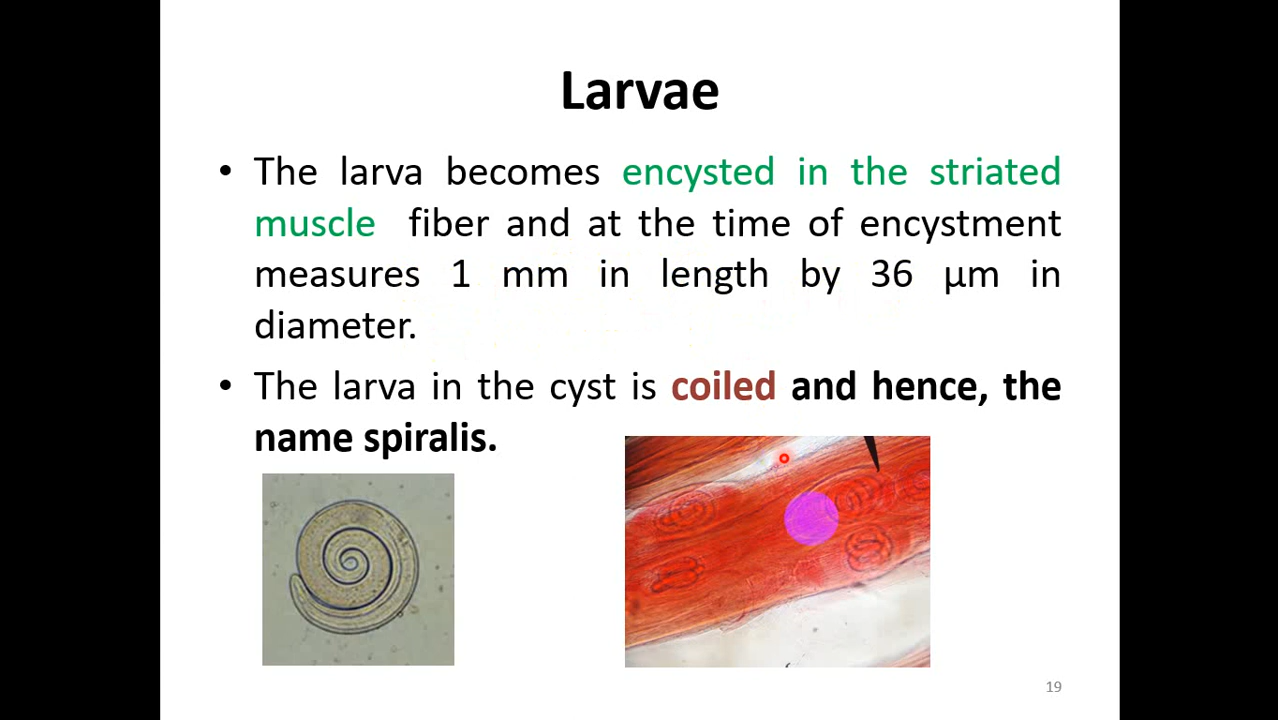 Larvae
• The larva becomes encysted in the striated
muscle fiber and at the time of encystment
measures 1 mm in length by 36 µm in
diameter.
• The larva in the cyst is coiled and hence, the
name spiralis.
19